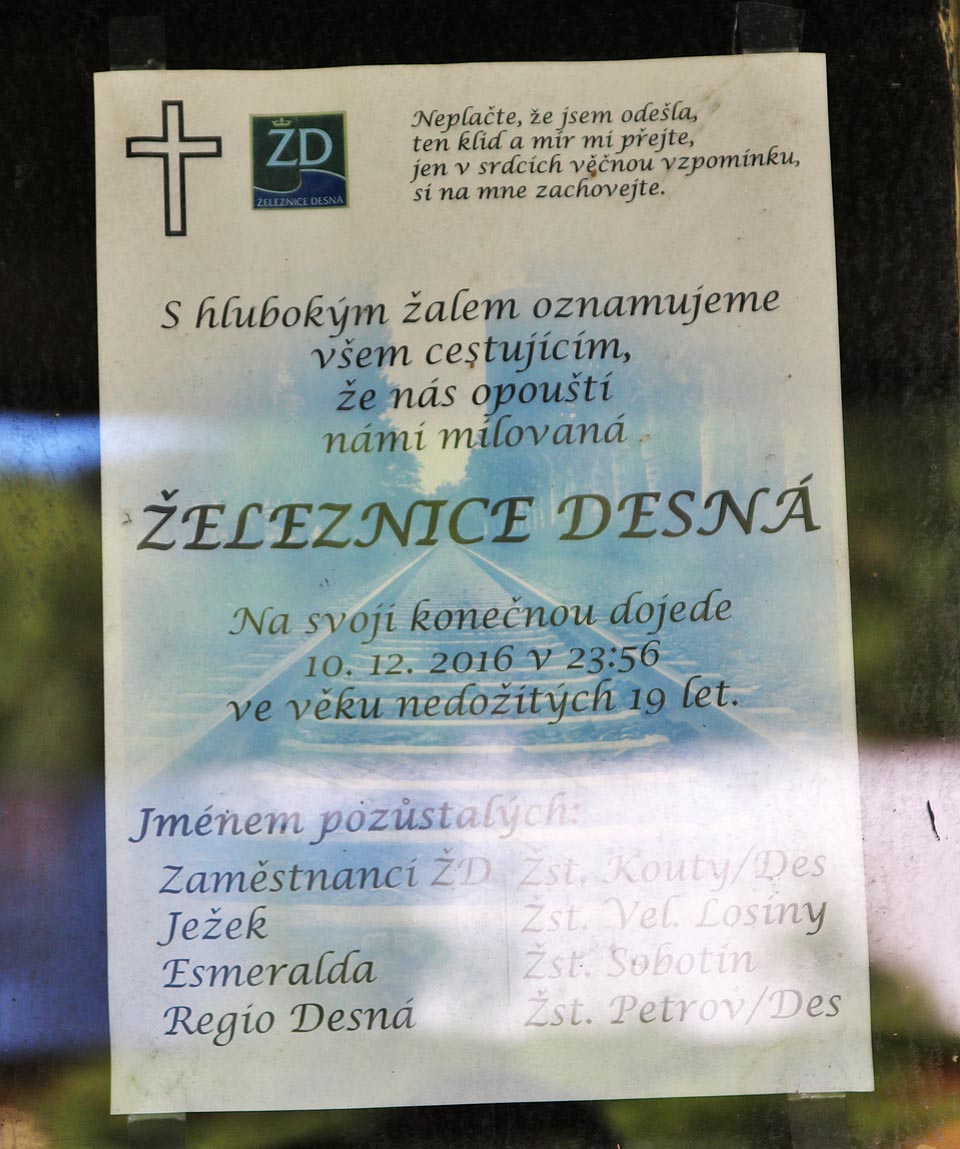 ŽD
ŽELEZNICE DESNÁ
Neplačte, že jsem odešla,
ten klid a mír mi přejte,
jen v srdcích věčnou vzpomínku,
si na mne zachovejte.
S hlubokým žalem oznamujeme
všem cestujícím,
že nás opouští
námi milovaná
ŽELEZNICE DESNÁ
Na svojí konečnou dojede
10. 12. 2016 v 23:56
ve věku nedožitých 19 let.
Jménem pozůstalých:
Zaměstnanci ŽD
Ježek
Esmeralda
Regio Desná
Žst. Kouty/Des
Žst. Vel. Losiny
Žst. Sobotín
Žst. Petrov/Des